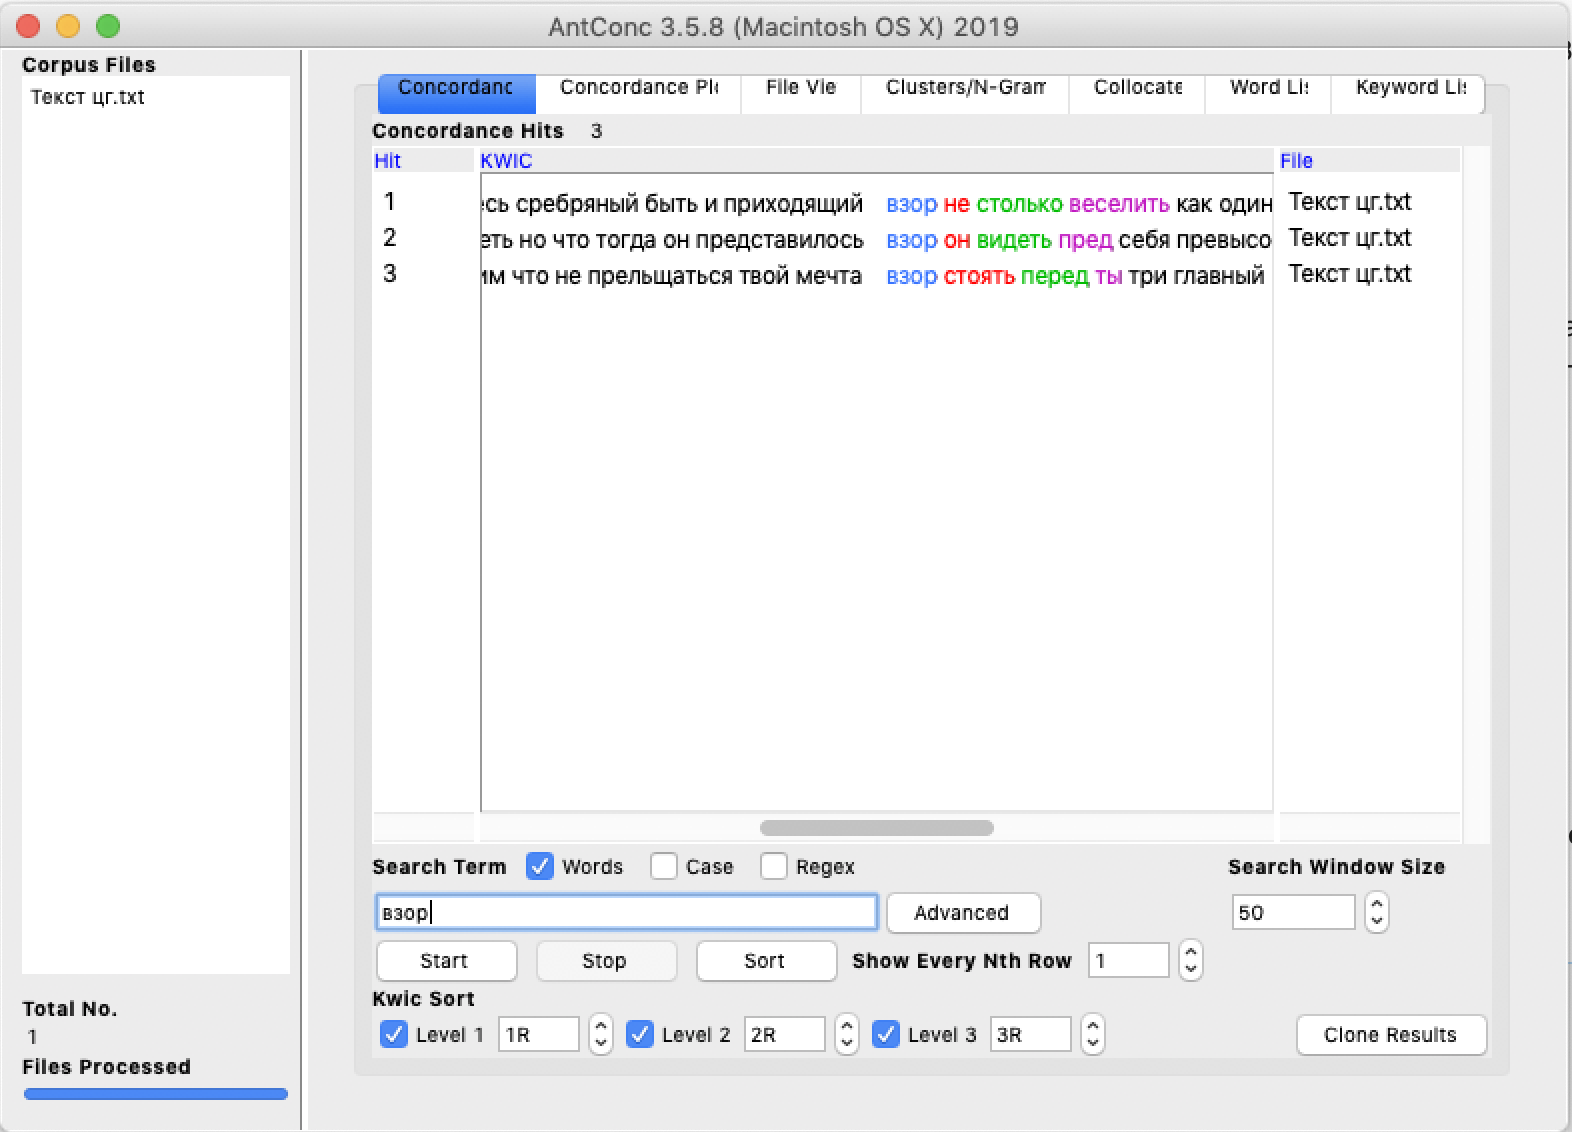 AntConc 3.5.8 (Macintosh OS X) 2019
Corpus Files
Текст цг.txt
Concordanc Concordance Plo File Vie Clusters/N-Gram Collocate Word Lis Keyword Lis
Concordance Hits 3
Hit KWIC File
1 есь сребряный быть и приходящий взор не столько веселить как один Текст цг.txt
2 еть но что тогда он представилось взор он видеть пред себя превысо Текст цг.txt
3 им что не прельщаться твой мечта взор стоять перед ты три главный Текст цг.txt
Search Term Words Case Regex Search Window Size
взор Advanced 50
Start Stop Sort Show Every Nth Row 1
Kwic Sort
Level 1 1R Level 2 2R Level 3 3R Clone Results
Total No.
1
Files Processed